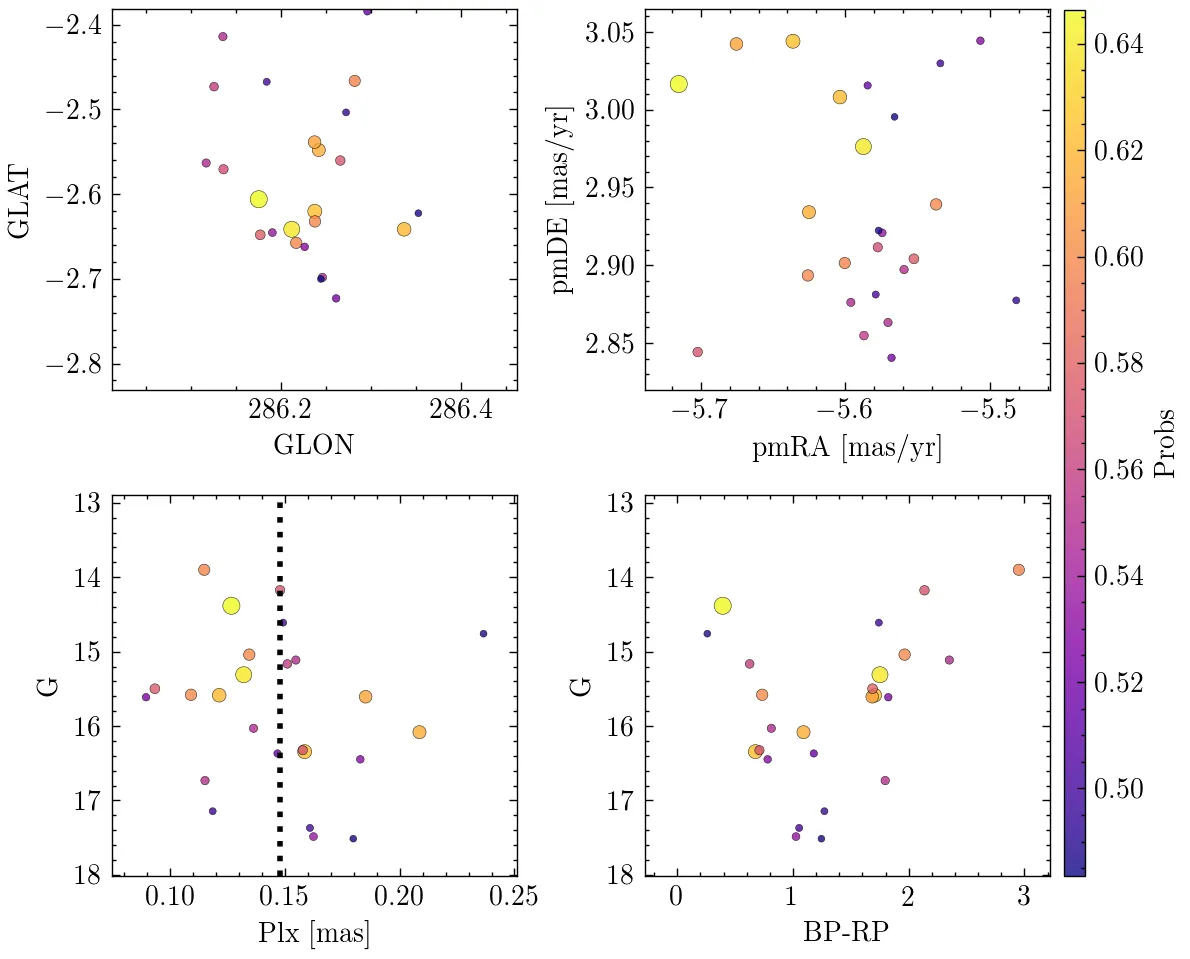 −2.4
−2.5
−2.6
−2.7
−2.8
GLAT
286.2 286.4
GLON
3.05
3.00
2.95
2.90
2.85
pmDE [mas/yr]
−5.7 −5.6 −5.5
pmRA [mas/yr]
0.64
0.62
0.60
0.58
0.56
0.54
0.52
0.50
Probs
13
14
15
16
17
18
G
0.10 0.15 0.20 0.25
Plx [mas]
13
14
15
16
17
18
G
0 1 2 3
BP-RP